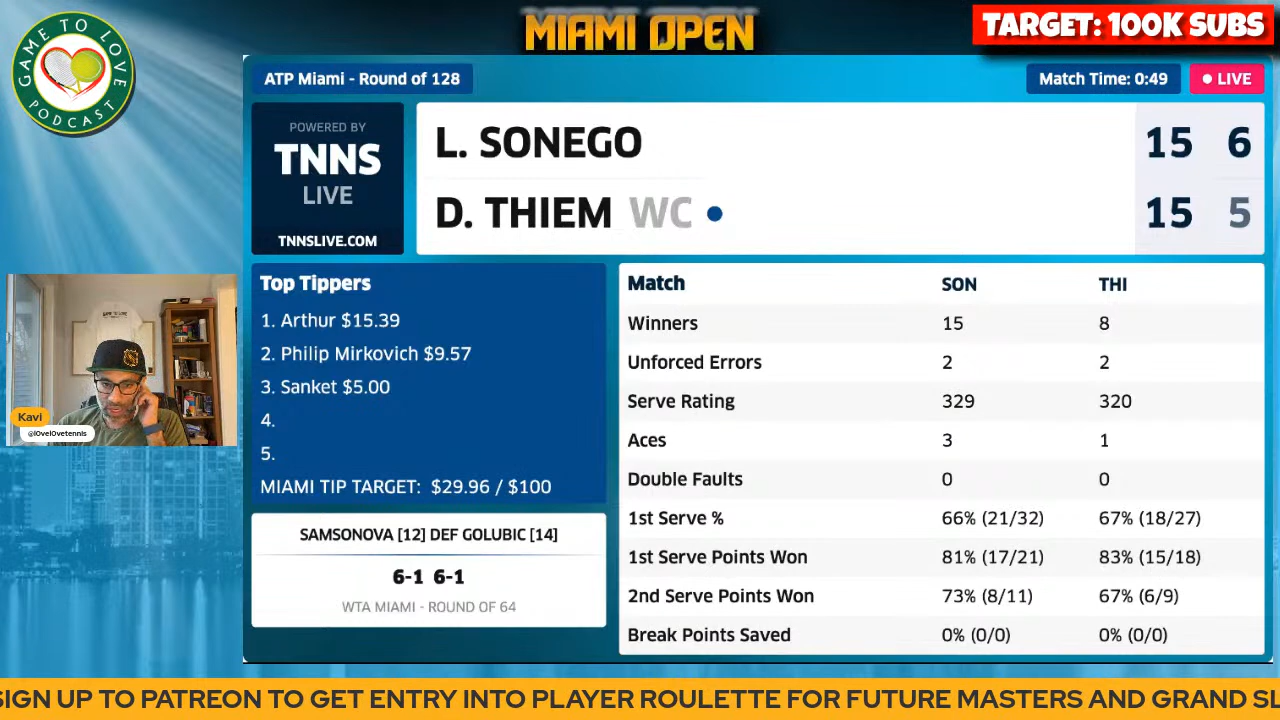 MIAMI OPEN
TARGET: 100K SUBS
GAME TO LOVE
PODCAST
ATP Miami - Round of 128
Match Time: 0:49
LIVE
POWERED BY
TNNS
LIVE
TNNSLIVE.COM
L. SONEGO 15 6
D. THIEM WC 15 5
Top Tippers
1. Arthur $15.39
2. Philip Mirkovich $9.57
3. Sanket $5.00
4.
5.
MIAMI TIP TARGET: $29.96 / $100
SAMSONOVA [12] DEF GOLUBIC [14]
6-1 6-1
WTA MIAMI - ROUND OF 64
Match SON THI
Winners 15 8
Unforced Errors 2 2
Serve Rating 329 320
Aces 3 1
Double Faults 0 0
1st Serve % 66% (21/32) 67% (18/27)
1st Serve Points Won 81% (17/21) 83% (15/18)
2nd Serve Points Won 73% (8/11) 67% (6/9)
Break Points Saved 0% (0/0) 0% (0/0)
Kavi
@l0vel0vetennis
SIGN UP TO PATREON TO GET ENTRY INTO PLAYER ROULETTE FOR FUTURE MASTERS AND GRAND SL